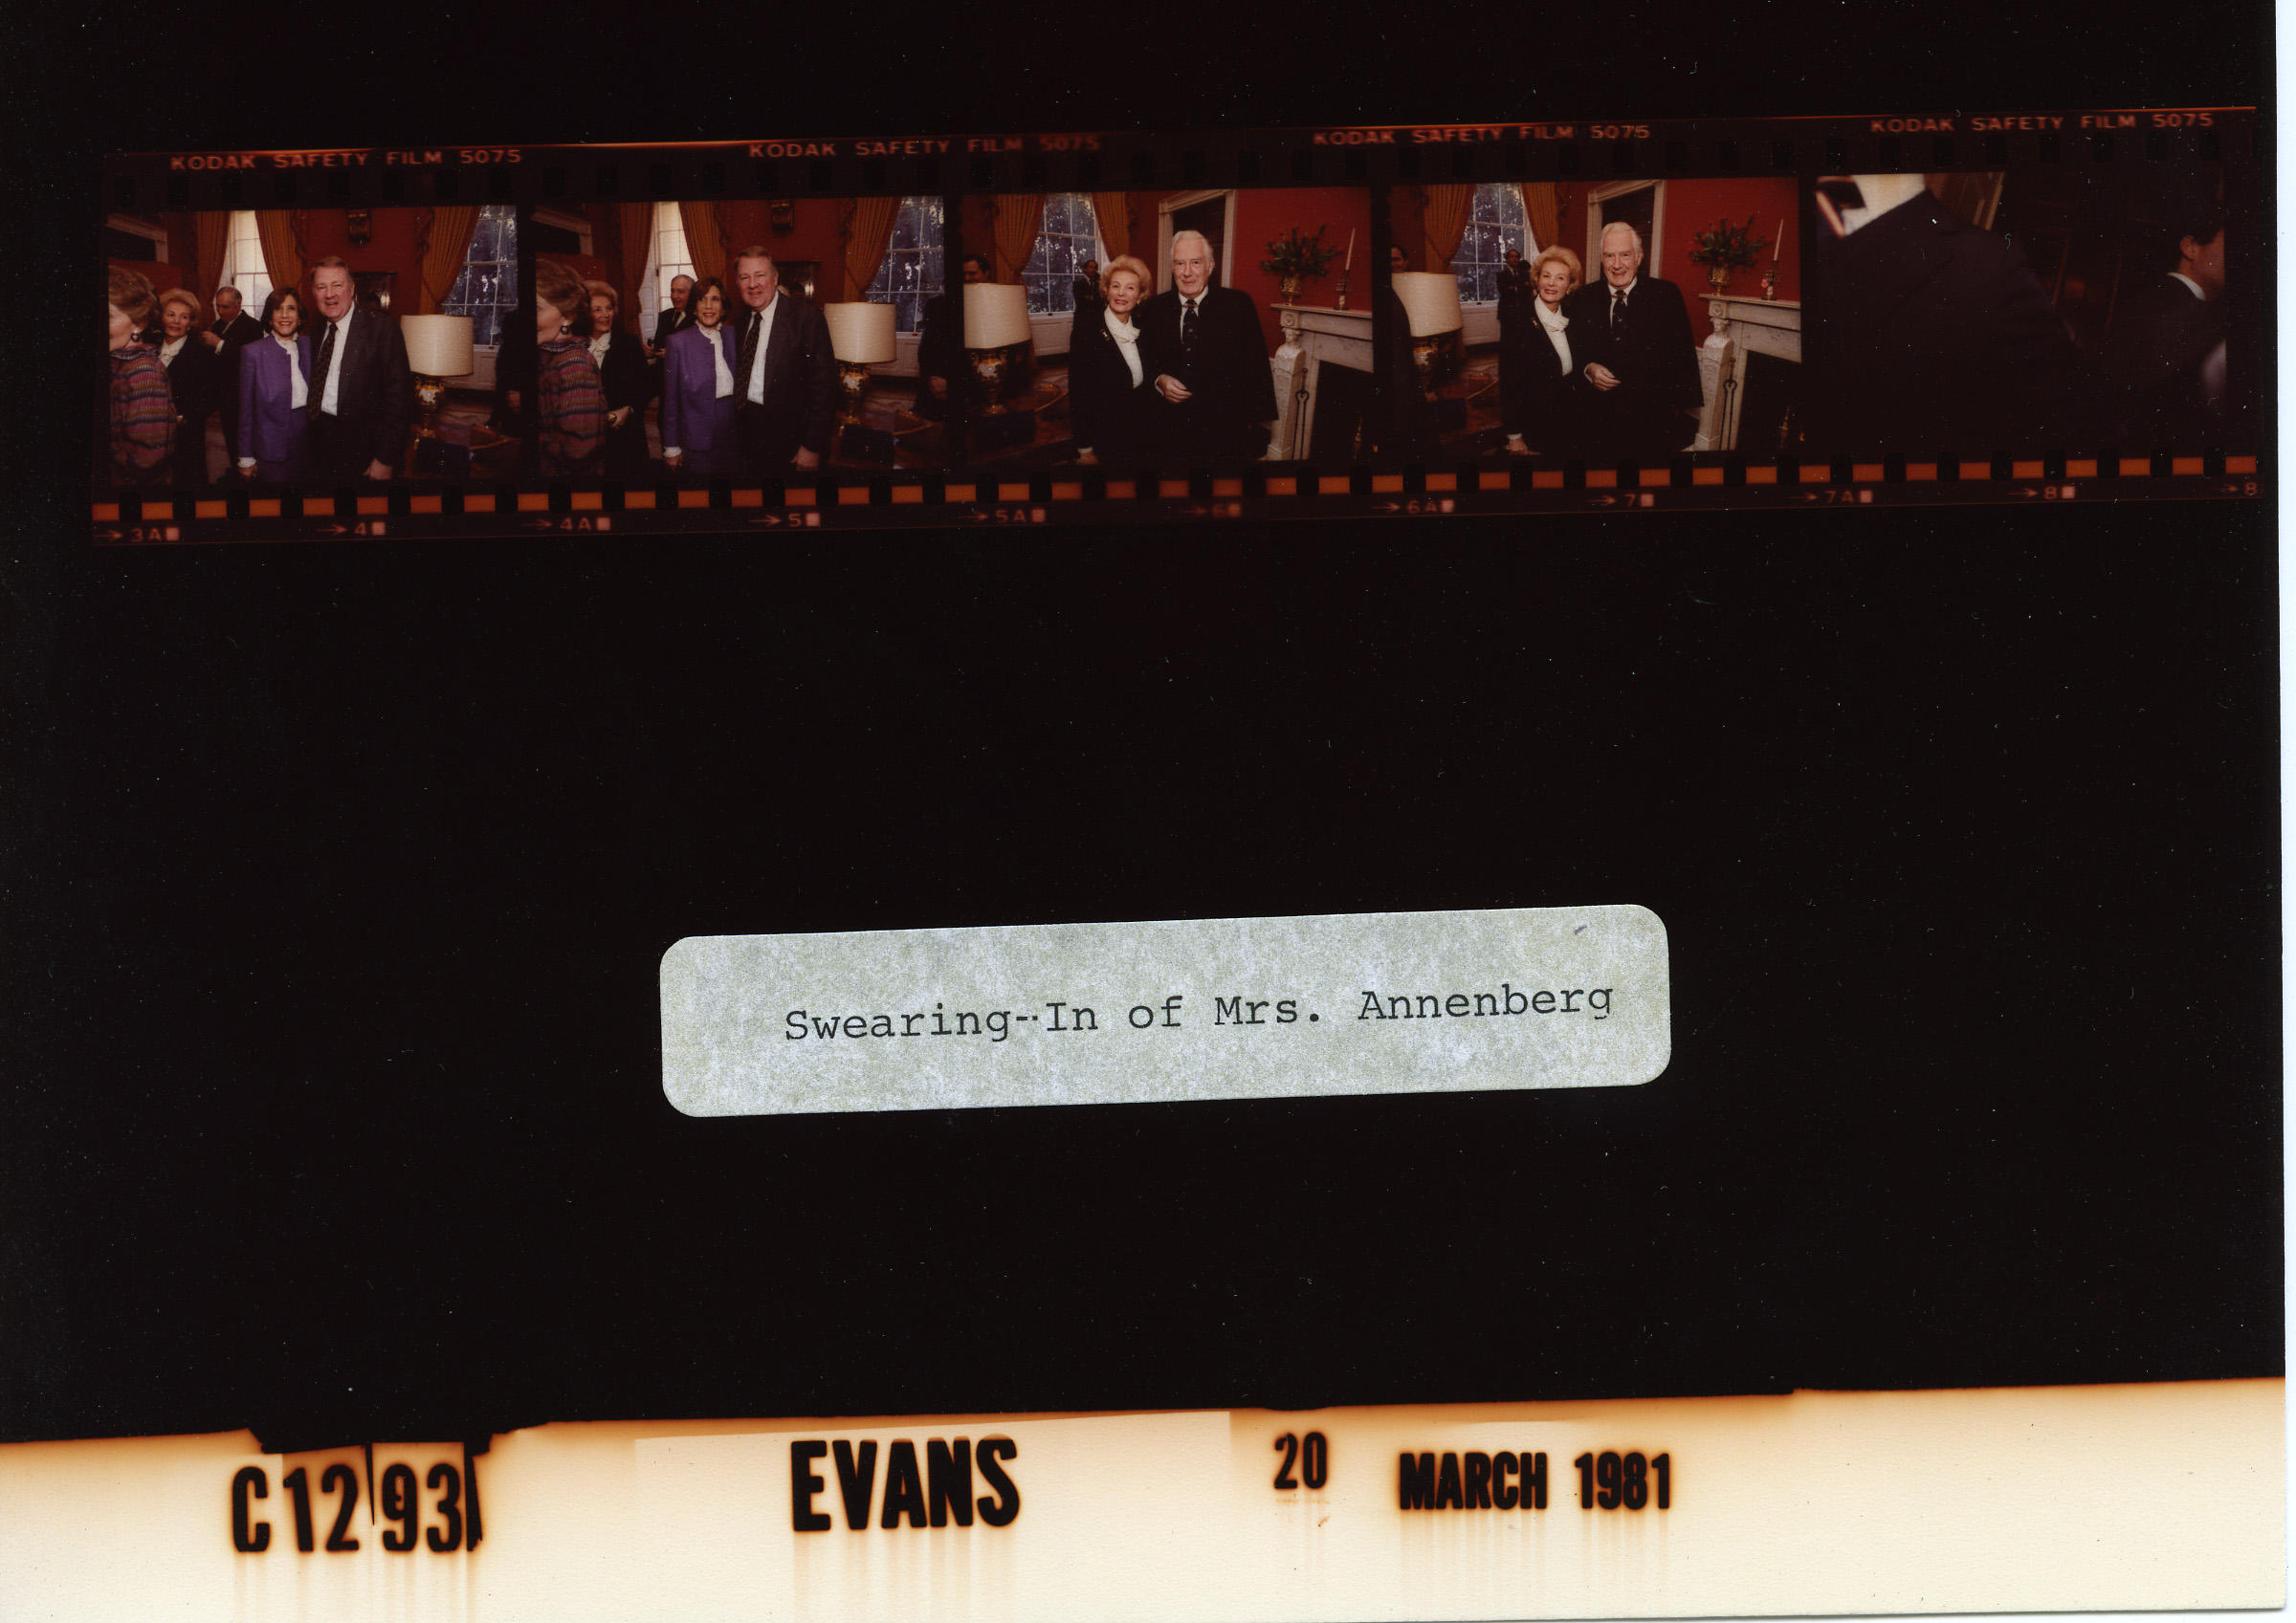 KODAK SAFETY FILM 5075 KODAK SAFETY FILM 5075 KODAK SAFETY FILM 5075 KODAK SAFETY FILM 5075
→3A →4 →4A →5 →5A →6 →6A →7 →7A →8 →8
Swearing-In of Mrs. Annenberg
C1293 EVANS 20 MARCH 1981